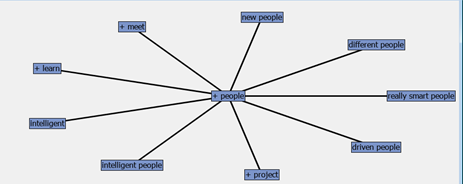 new people
+ meet
different people
+ learn
+ people
really smart people
intelligent
driven people
intelligent people
+ project